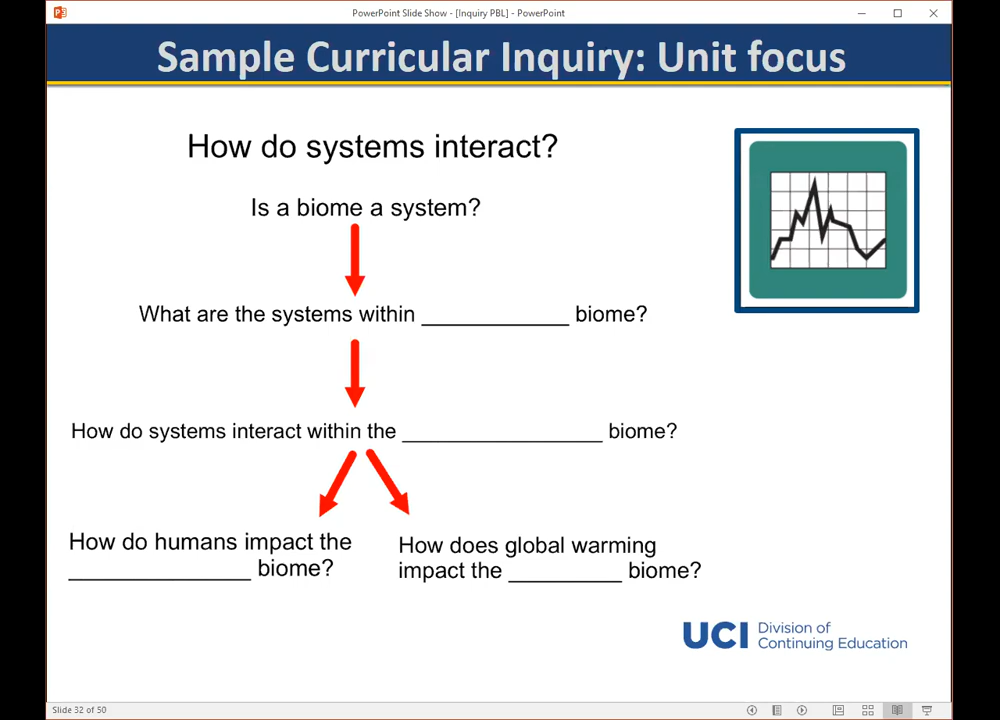 PowerPoint Slide Show - [Inquiry PBL] - PowerPoint
Sample Curricular Inquiry: Unit focus
How do systems interact?
Is a biome a system?
What are the systems within ____________ biome?
How do systems interact within the _________________ biome?
How do humans impact the
_______________ biome?
How does global warming
impact the _________ biome?
UCI Division of
Continuing Education
Slide 32 of 50